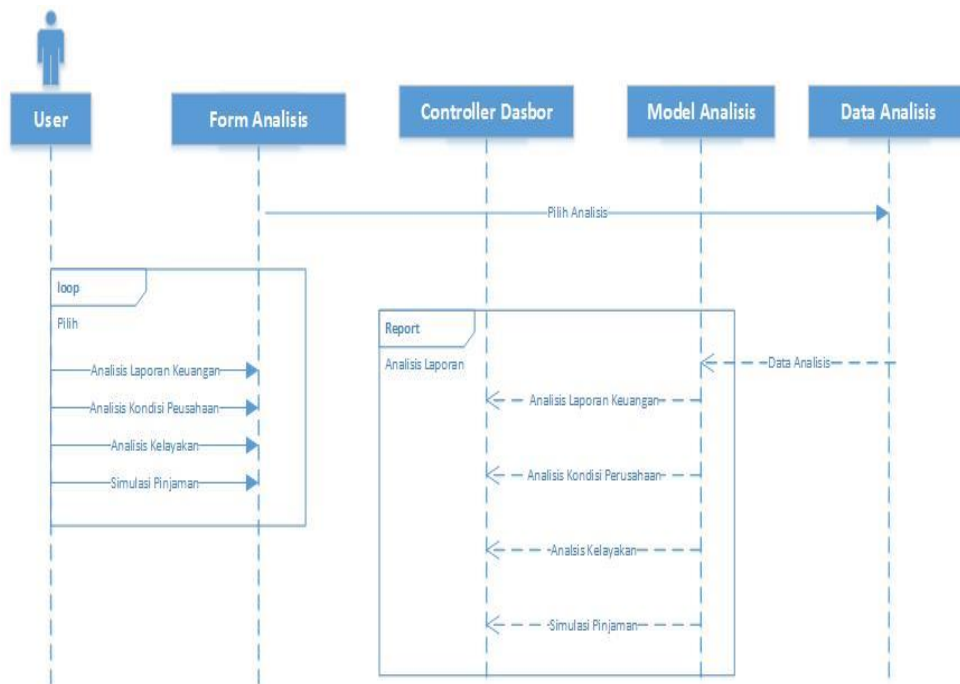 User
Form Analisis
Controller Dasbor
Model Analisis
Data Analisis
Pilih Analisis
loop
Pilih
Analisis Laporan Keuangan
Analisis Kondisi Peusahaan
Analisis Kelayakan
Simulasi Pinjaman
Report
Analisis Laporan
Data Analisis
Analisis Laporan Keuangan
Analisis Kondisi Perusahaan
Analsis Kelayakan
Simulasi Pinjaman